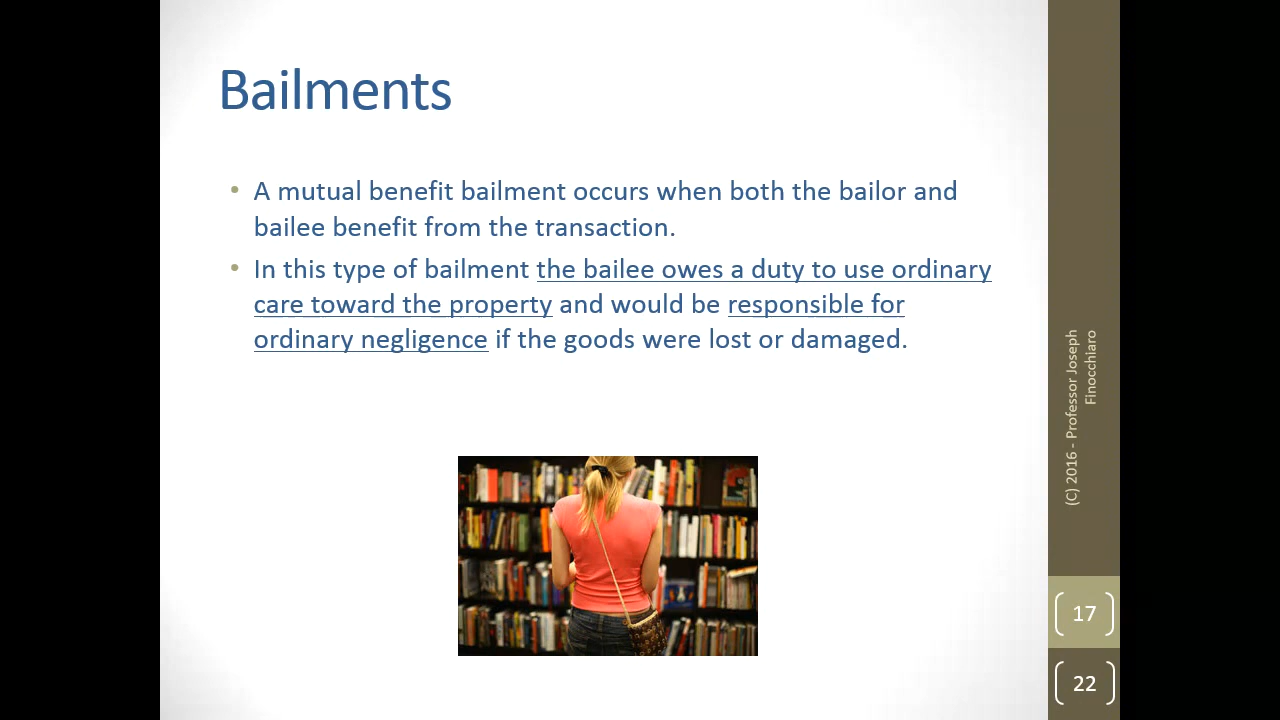 Bailments
• A mutual benefit bailment occurs when both the bailor and
bailee benefit from the transaction.
• In this type of bailment the bailee owes a duty to use ordinary
care toward the property and would be responsible for
ordinary negligence if the goods were lost or damaged.
(C) 2016 - Professor Joseph
Finocchiaro
17
22